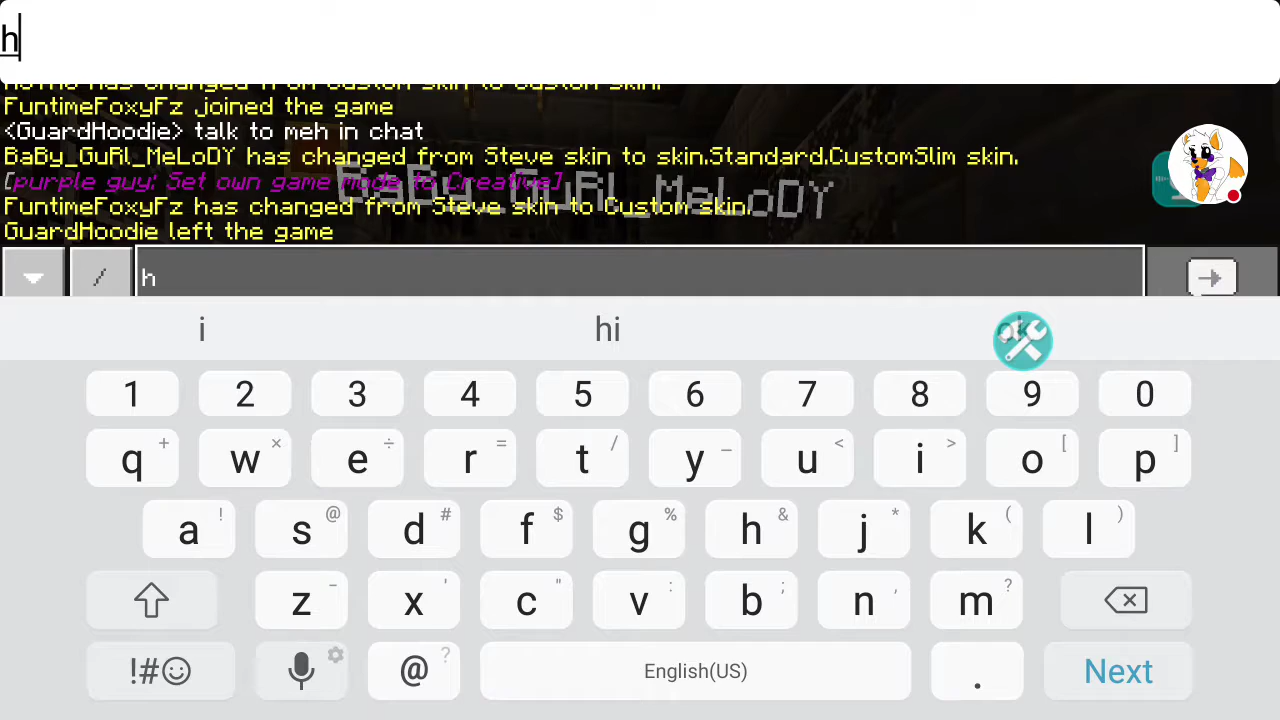 h
FuntimeFoxyFz joined the game
<GuardHoodie> talk to meh in chat
BaBy_GuRl_MeLoDY has changed from Steve skin to skin.Standard.CustomSlim skin.
[purple guy: Set own game mode to Creative]
BaBy_GuRl_MeLoDY
FuntimeFoxyFz has changed from Steve skin to Custom skin.
GuardHoodie left the game
/ h
i hi ok
1 2 3 4 5 6 7 8 9 0
q + w × e ÷ r = t / y _ u < i > o [ p ]
a ! s @ d # f $ g % h & j * k ( l )
z - x ' c " v : b ; n , m ?
!#☺ @ ? English(US) . Next